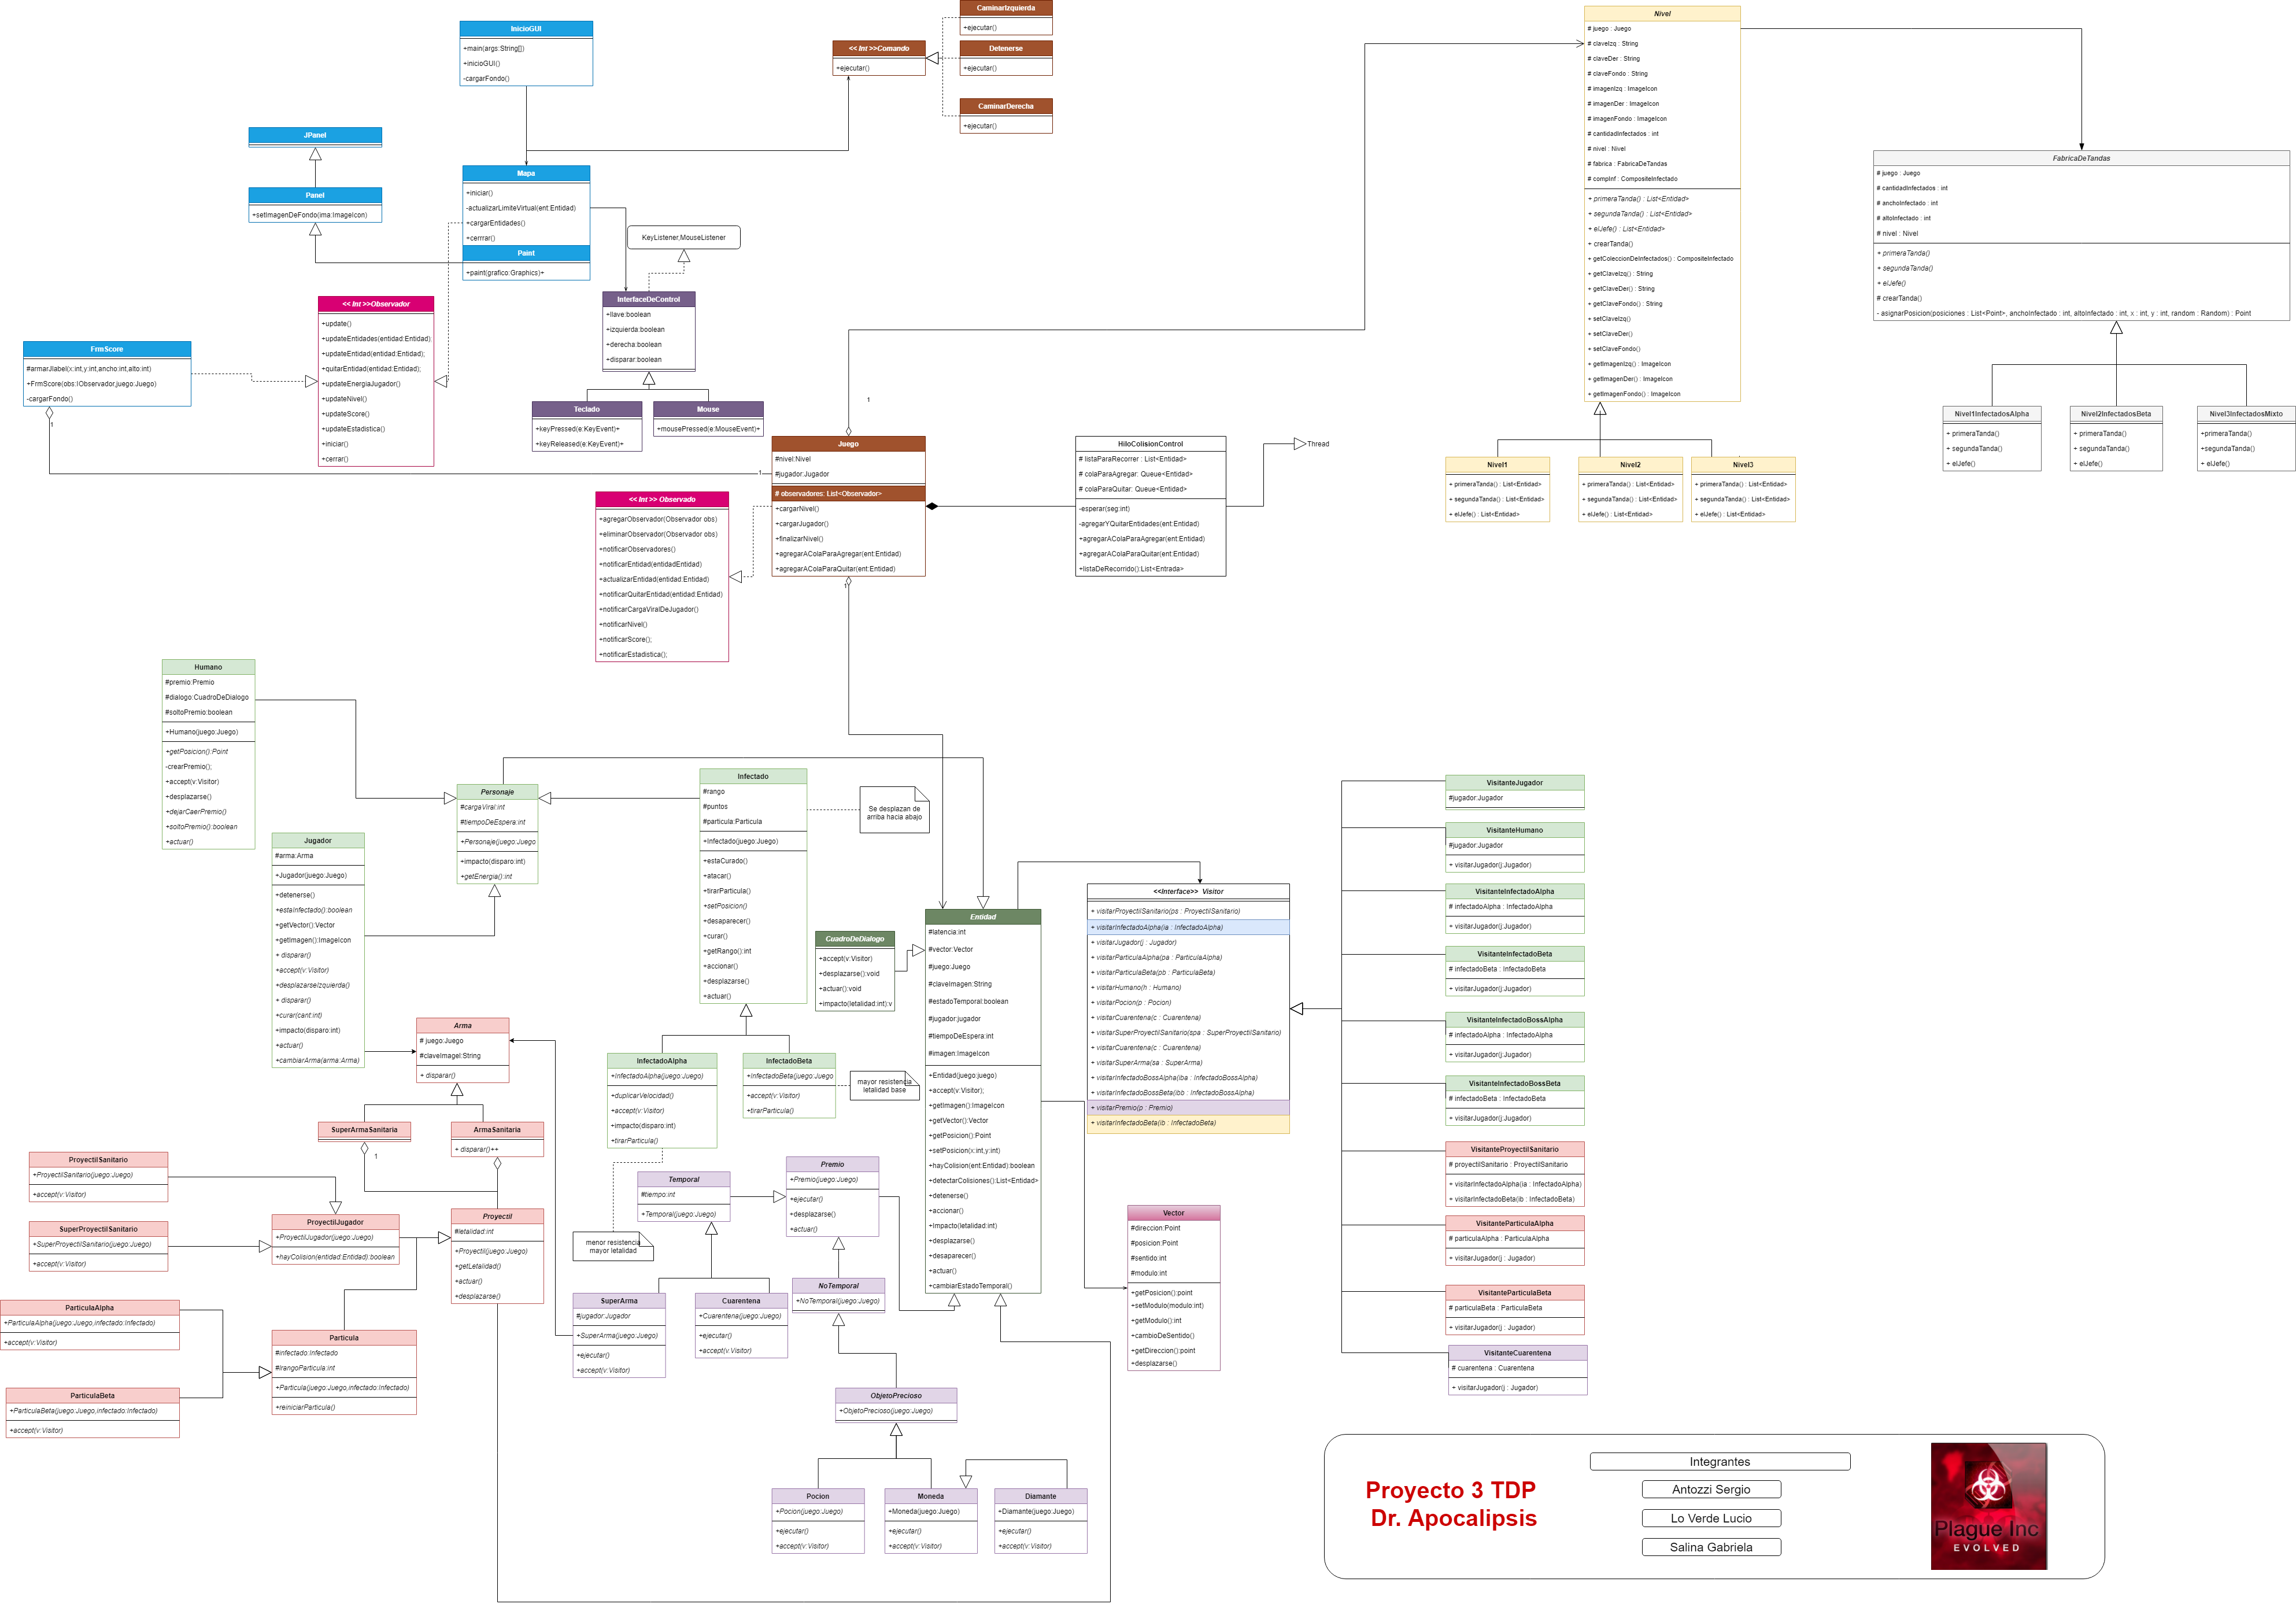 InicioGUI
+main(args:String[])
+inicioGUI()
-cargarFondo()
<< Int >>Comando
+ejecutar()
CaminarIzquierda
+ejecutar()
Detenerse
+ejecutar()
CaminarDerecha
+ejecutar()
JPanel
Panel
+setImagenDeFondo(ima:ImageIcon)
Mapa
+iniciar()
-actualizarLimiteVirtual(ent:Entidad)
+cargarEntidades()
+cerrrar()
Paint
+paint(grafico:Graphics)+
KeyListener,MouseListener
<< Int >>Observador
+update()
+updateEntidades(entidad:Entidad);
+updateEntidad(entidad:Entidad);
+quitarEntidad(entidad:Entidad);
+updateEnergiaJugador()
+updateNivel()
+updateScore()
+updateEstadistica()
+iniciar()
+cerrar()
FrmScore
#armarJlabel(x:int,y:int,ancho:int,alto:int)
+FrmScore(obs:IObservador,juego:Juego)
-cargarFondo()
1
InterfaceDeControl
+llave:boolean
+izquierda:boolean
+derecha:boolean
+disparar:boolean
Teclado
+keyPressed(e:KeyEvent)+
+keyReleased(e:KeyEvent)+
Mouse
+mousePressed(e:MouseEvent)+
1
Juego
#nivel:Nivel
#jugador:Jugador
# observadores: List<Observador>
+cargarNivel()
+cargarJugador()
+finalizarNivel()
+agregarAColaParaAgregar(ent:Entidad)
+agregarAColaParaQuitar(ent:Entidad)
1
1
HiloColisionControl
# listaParaRecorrer : List<Entidad>
# colaParaAgregar: Queue<Entidad>
# colaParaQuitar: Queue<Entidad>
-esperar(seg:int)
-agregarYQuitarEntidades(ent:Entidad)
+agregarAColaParaAgregar(ent:Entidad)
+agregarAColaParaQuitar(ent:Entidad)
+listaDeRecorrido():List<Entrada>
Thread
<< Int >> Observado
+agregarObservador(Observador obs)
+eliminarObservador(Observador obs)
+notificarObservadores()
+notificarEntidad(entidadEntidad)
+actualizarEntidad(entidad:Entidad)
+notificarQuitarEntidad(entidad:Entidad)
+notificarCargaViralDeJugador()
+notificarNivel()
+notificarScore();
+notificarEstadistica();
Nivel
# juego : Juego
# claveIzq : String
# claveDer : String
# claveFondo : String
# imagenIzq : ImageIcon
# imagenDer : ImageIcon
# imagenFondo : ImageIcon
# cantidadInfectados : int
# nivel : Nivel
# fabrica : FabricaDeTandas
# compInf : CompositeInfectado
+ primeraTanda() : List<Entidad>
+ segundaTanda() : List<Entidad>
+ elJefe() : List<Entidad>
+ crearTanda()
+ getColeccionDeInfectados() : CompositeInfectado
+ getClaveIzq() : String
+ getClaveDer() : String
+ getClaveFondo() : String
+ setClaveIzq()
+ setClaveDer()
+ setClaveFondo()
+ getImagenIzq() : ImageIcon
+ getImagenDer() : ImageIcon
+ getImagenFondo() : ImageIcon
Nivel1
+ primeraTanda() : List<Entidad>
+ segundaTanda() : List<Entidad>
+ elJefe() : List<Entidad>
Nivel2
+ primeraTanda() : List<Entidad>
+ segundaTanda() : List<Entidad>
+ elJefe() : List<Entidad>
Nivel3
+ primeraTanda() : List<Entidad>
+ segundaTanda() : List<Entidad>
+ elJefe() : List<Entidad>
FabricaDeTandas
# juego : Juego
# cantidadInfectados : int
# anchoInfectado : int
# altoInfectado : int
# nivel : Nivel
+ primeraTanda()
+ segundaTanda()
+ elJefe()
# crearTanda()
- asignarPosicion(posiciones : List<Point>, anchoInfectado : int, altoInfectado : int, x : int, y : int, random : Random) : Point
Nivel1InfectadosAlpha
+ primeraTanda()
+ segundaTanda()
+ elJefe()
Nivel2InfectadosBeta
+ primeraTanda()
+ segundaTanda()
+ elJefe()
Nivel3InfectadosMixto
+primeraTanda()
+segundaTanda()
+ elJefe()
Humano
#premio:Premio
#dialogo:CuadroDeDialogo
#soltoPremio:boolean
+Humano(juego:Juego)
+getPosicion():Point
-crearPremio();
+accept(v:Visitor)
+desplazarse()
+dejarCaerPremio()
+soltoPremio():boolean
+actuar()
Jugador
#arma:Arma
+Jugador(juego:Juego)
+detenerse()
+estaInfectado():boolean
+getVector():Vector
+getImagen():ImageIcon
+ disparar()
+accept(v:Visitor)
+desplazarseIzquierda()
+ disparar()
+curar(cant:int)
+impacto(disparo:int)
+actuar()
+cambiarArma(arma:Arma)
Personaje
#cargaViral:int
#tiempoDeEspera:int
+Personaje(juego:Juego
+impacto(disparo:int)
+getEnergia():int
Infectado
#rango
#puntos
#particula:Particula
+Infectado(juego:Juego)
+estaCurado()
+atacar()
+tirarParticula()
+setPosicion()
+desaparecer()
+curar()
+getRango():int
+accionar()
+desplazarse()
+actuar()
Se desplazan de
arriba hacia abajo
InfectadoAlpha
+InfectadoAlpha(juego:Juego)
+duplicarVelocidad()
+accept(v:Visitor)
+impacto(disparo:int)
+tirarParticula()
InfectadoBeta
+InfectadoBeta(juego:Juego
+accept(v:Visitor)
+tirarParticula()
mayor resistencia
letalidad base
menor resistencia
mayor letalidad
CuadroDeDialogo
+accept(v:Visitor)
+desplazarse():void
+actuar():void
+impacto(letalidad:int):v
Entidad
#latencia:int
#vector:Vector
#juego:Juego
#claveImagen:String
#estadoTemporal:boolean
#jugador:jugador
#tiempoDeEspera:int
#imagen:ImageIcon
+Entidad(juego:juego)
+accept(v:Visitor);
+getImagen():ImageIcon
+getVector():Vector
+getPosicion():Point
+setPosicion(x:int,y:int)
+hayColision(ent:Entidad):boolean
+detectarColisiones():List<Entidad>
+detenerse()
+accionar()
+Impacto(letalidad:int)
+desplazarse()
+desaparecer()
+actuar()
+cambiarEstadoTemporal()
<<Interface>> Visitor
+ visitarProyectilSanitario(ps : ProyectilSanitario)
+ visitarInfectadoAlpha(ia : InfectadoAlpha)
+ visitarJugador(j : Jugador)
+ visitarParticulaAlpha(pa : ParticulaAlpha)
+ visitarParticulaBeta(pb : ParticulaBeta)
+ visitarHumano(h : Humano)
+ visitarPocion(p : Pocion)
+ visitarCuarentena(c : Cuarentena)
+ visitarSuperProyectilSanitario(spa : SuperProyectilSanitario)
+ visitarCuarentena(c : Cuarentena)
+ visitarSuperArma(sa : SuperArma)
+ visitarInfectadoBossAlpha(iba : InfectadoBossAlpha)
+ visitarInfectadoBossBeta(ibb : InfectadoBossAlpha)
+ visitarPremio(p : Premio)
+ visitarInfectadoBeta(ib : InfectadoBeta)
VisitanteJugador
#jugador:Jugador
VisitanteHumano
#jugador:Jugador
+ visitarJugador(j:Jugador)
VisitanteInfectadoAlpha
# infectadoAlpha : InfectadoAlpha
+ visitarJugador(j:Jugador)
VisitanteInfectadoBeta
# infectadoBeta : InfectadoBeta
+ visitarJugador(j:Jugador)
VisitanteInfectadoBossAlpha
# infectadoAlpha : InfectadoAlpha
+ visitarJugador(j:Jugador)
VisitanteInfectadoBossBeta
# infectadoBeta : InfectadoBeta
+ visitarJugador(j:Jugador)
VisitanteProyectilSanitario
# proyectilSanitario : ProyectilSanitario
+ visitarInfectadoAlpha(ia : InfectadoAlpha)
+ visitarInfectadoBeta(ib : InfectadoBeta)
VisitanteParticulaAlpha
# particulaAlpha : ParticulaAlpha
+ visitarJugador(j : Jugador)
VisitanteParticulaBeta
# particulaBeta : ParticulaBeta
+ visitarJugador(j : Jugador)
VisitanteCuarentena
# cuarentena : Cuarentena
+ visitarJugador(j : Jugador)
Vector
#direccion:Point
#posicion:Point
#sentido:int
#modulo:int
+getPosicion():point
+setModulo(modulo:int)
+getModulo():int
+cambioDeSentido()
+getDireccion():point
+desplazarse()
Arma
# juego:Juego
#claveImagel:String
+ disparar()
SuperArmaSanitaria
1
ArmaSanitaria
+ disparar()++
ProyectilSanitario
+ProyectilSanitario(juego:Juego)
+accept(v:Visitor)
SuperProyectilSanitario
+SuperProyectilSanitario(juego:Juego)
+accept(v:Visitor)
ProyectilJugador
+ProyectilJugador(juego:Juego)
+hayColision(entidad:Entidad):boolean
Proyectil
#letalidad:int
+Proyectil(juego:Juego)
+getLetalidad()
+actuar()
+desplazarse()
ParticulaAlpha
+ParticulaAlpha(juego:Juego,infectado:Infectado)
+accept(v:Visitor)
ParticulaBeta
+ParticulaBeta(juego:Juego,infectado:Infectado)
+accept(v:Visitor)
Particula
#infectado:Infectado
#lrangoParticula:int
+Particula(juego:Juego,infectado:Infectado)
+reiniciarParticula()
Temporal
#tiempo:int
+Temporal(juego:Juego)
Premio
+Premio(juego:Juego)
+ejecutar()
+desplazarse()
+actuar()
SuperArma
#jugador:Jugador
+SuperArma(juego:Juego)
+ejecutar()
+accept(v:Visitor)
Cuarentena
+Cuarentena(juego:Juego)
+ejecutar()
+accept(v:Visitor)
NoTemporal
+NoTemporal(juego:Juego)
ObjetoPrecioso
+ObjetoPrecioso(juego:Juego)
Pocion
+Pocion(juego:Juego)
+ejecutar()
+accept(v:Visitor)
Moneda
+Moneda(juego:Juego)
+ejecutar()
+accept(v:Visitor)
Diamante
+Diamante(juego:Juego)
+ejecutar()
+accept(v:Visitor)
Proyecto 3 TDP
Dr. Apocalipsis
Integrantes
Antozzi Sergio
Lo Verde Lucio
Salina Gabriela
Plague Inc
EVOLVED